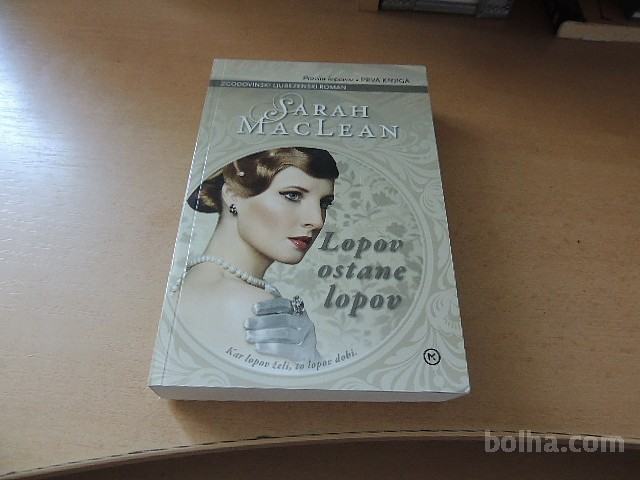 Pravila lopovov • PRVA KNJIGA
ZGODOVINSKI LJUBEZENSKI ROMAN
SARAH
MACLEAN
Lopov
ostane
lopov
Kar lopov želi, to lopov dobi.
M
bolha.com